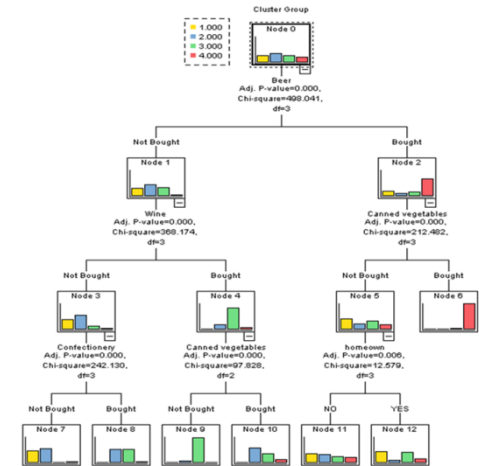 Cluster Group
1.000
2.000
3.000
4.000
Node 0
Beer
Adj. P-value=0.000,
Chi-square=498.041,
df=3
Not Bought
Bought
Node 1
Node 2
Wine
Adj. P-value=0.000,
Chi-square=368.174,
df=3
Canned vegetables
Adj. P-value=0.000,
Chi-square=212.482,
df=3
Not Bought
Bought
Not Bought
Bought
Node 3
Node 4
Node 5
Node 6
Confectionery
Adj. P-value=0.000,
Chi-square=242.130,
df=3
Canned vegetables
Adj. P-value=0.000,
Chi-square=97.828,
df=2
homeown
Adj. P-value=0.006,
Chi-square=12.579,
df=3
Not Bought
Bought
Not Bought
Bought
NO
YES
Node 7
Node 8
Node 9
Node 10
Node 11
Node 12